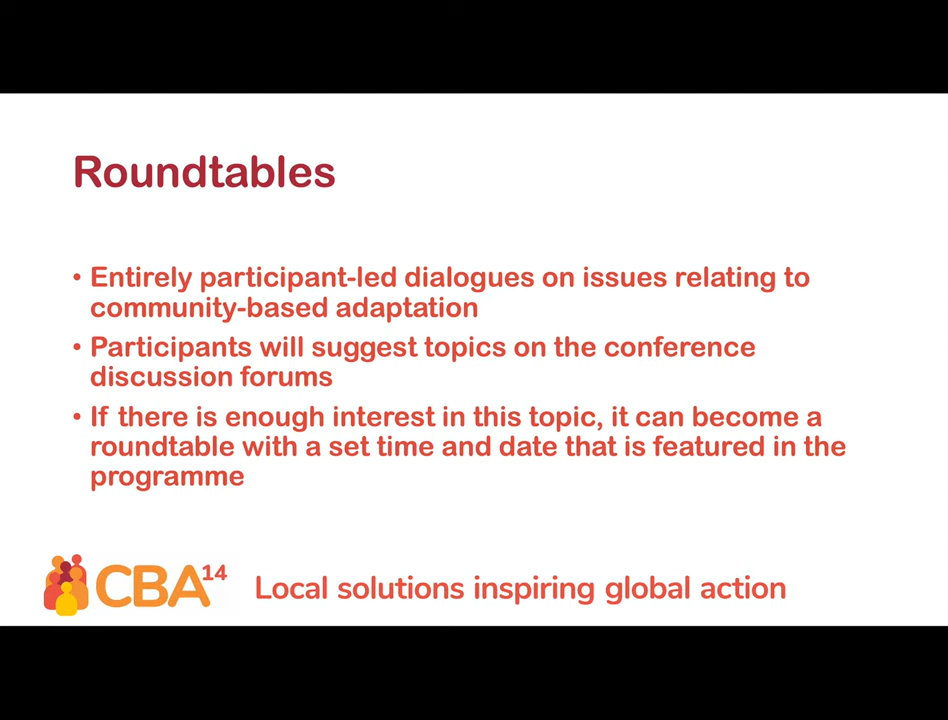 Roundtables
• Entirely participant-led dialogues on issues relating to
community-based adaptation
• Participants will suggest topics on the conference
discussion forums
• If there is enough interest in this topic, it can become a
roundtable with a set time and date that is featured in the
programme
CBA14 Local solutions inspiring global action